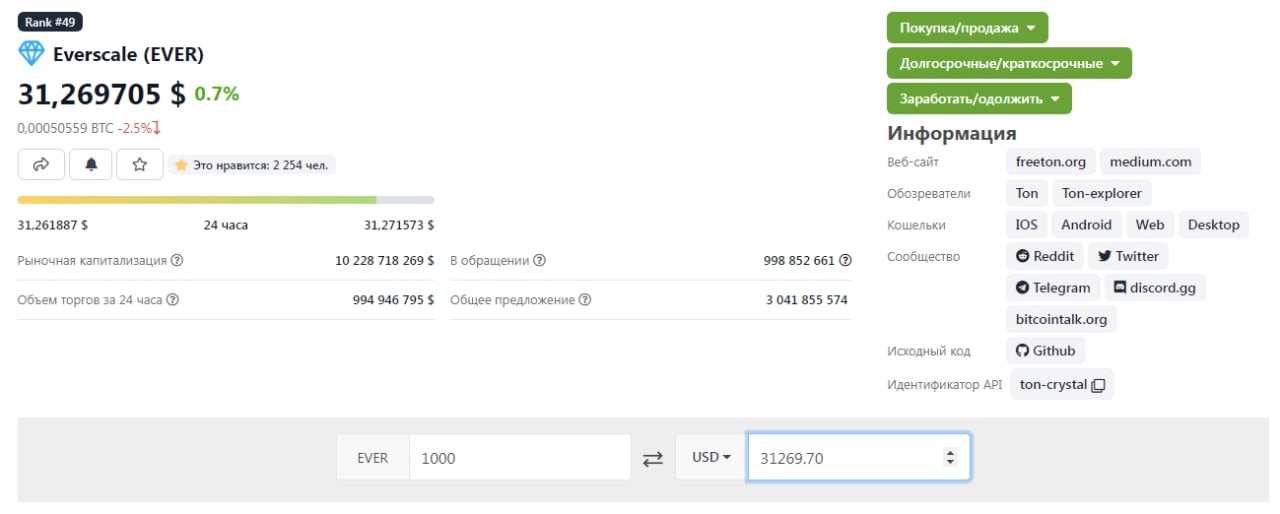 Rank #49
Everscale (EVER)
31,269705 $ 0.7%
0,00050559 BTC -2.5%
Это нравится: 2 254 чел.
31,261887 $ 24 часа 31,271573 $
Рыночная капитализация 10 228 718 269 $
В обращении 998 852 661
Объем торгов за 24 часа 994 946 795 $
Общее предложение 3 041 855 574
Покупка/продажа
Долгосрочные/краткосрочные
Заработать/одолжить
Информация
Веб-сайт freeton.org medium.com
Обозреватели Ton Ton-explorer
Кошельки IOS Android Web Desktop
Сообщество Reddit Twitter
Telegram discord.gg
bitcointalk.org
Исходный код Github
Идентификатор API ton-crystal
EVER 1000 USD 31269.70